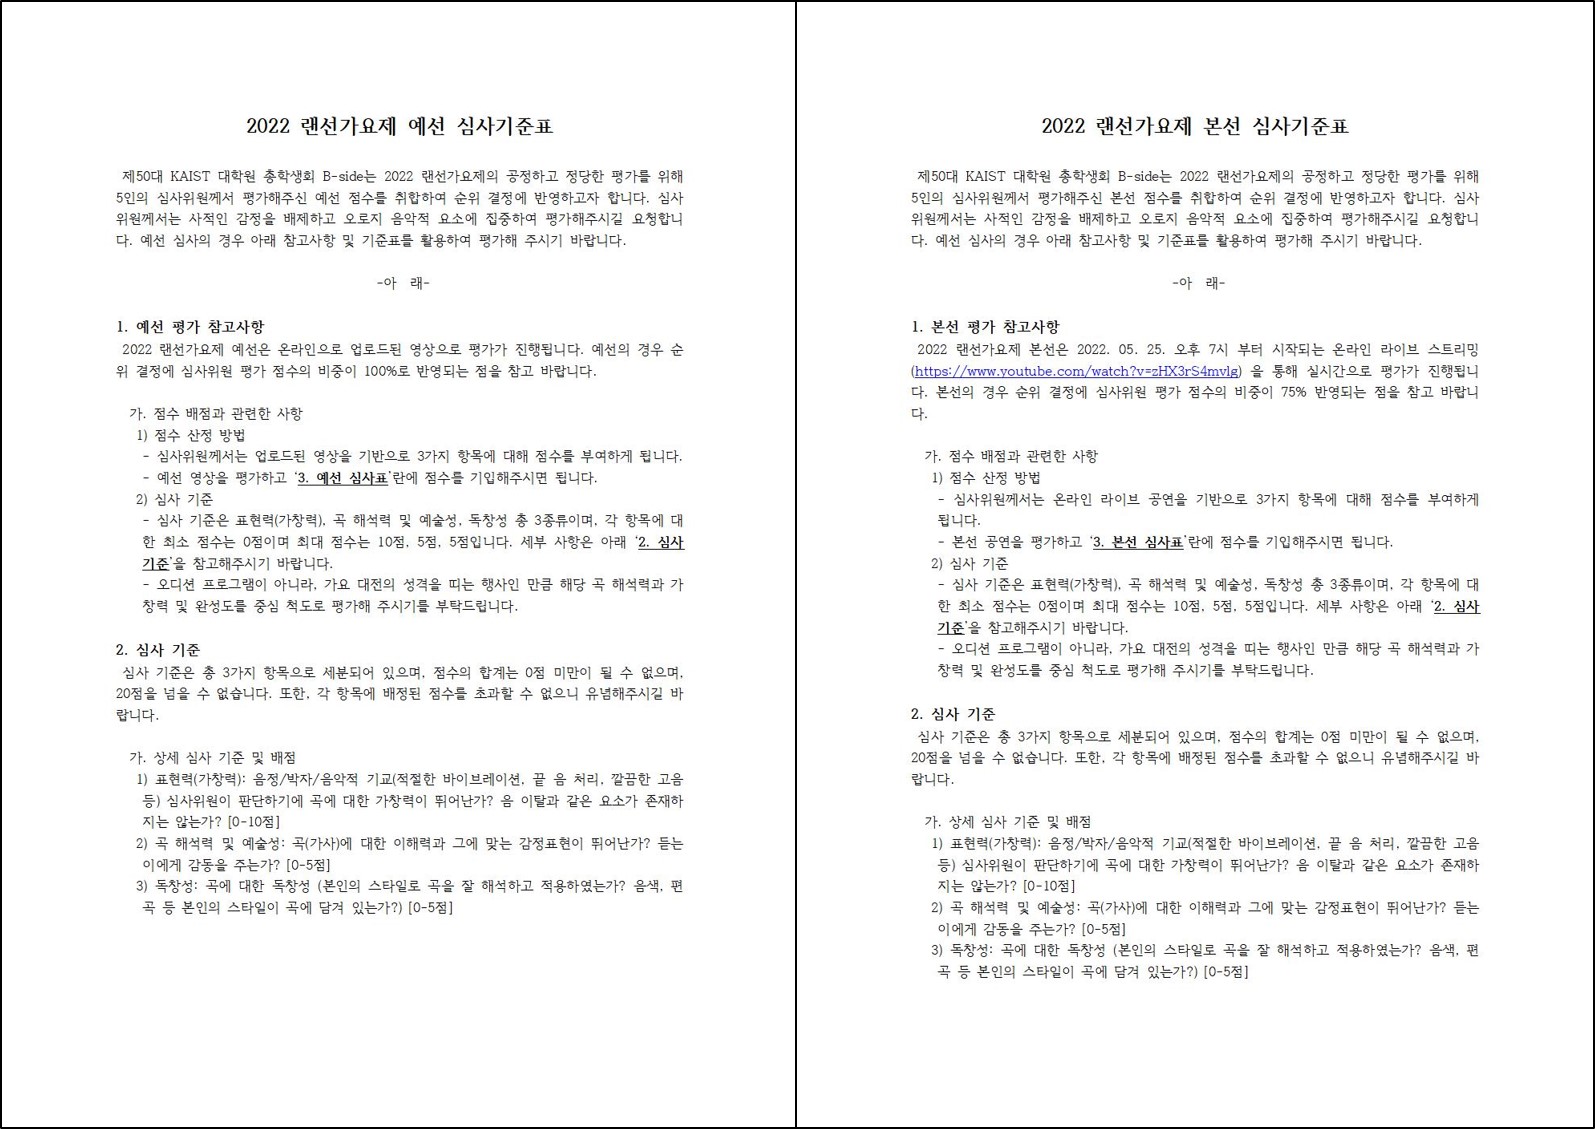 2022 랜선가요제 예선 심사기준표
제50대 KAIST 대학원 총학생회 B-side는 2022 랜선가요제의 공정하고 정당한 평가를 위해
5인의 심사위원께서 평가해주신 예선 점수를 취합하여 순위 결정에 반영하고자 합니다. 심사
위원께서는 사적인 감정을 배제하고 오로지 음악적 요소에 집중하여 평가해주시길 요청합니
다. 예선 심사의 경우 아래 참고사항 및 기준표를 활용하여 평가해 주시기 바랍니다.
-아 래-
1. 예선 평가 참고사항
2022 랜선가요제 예선은 온라인으로 업로드된 영상으로 평가가 진행됩니다. 예선의 경우 순
위 결정에 심사위원 평가 점수의 비중이 100%로 반영되는 점을 참고 바랍니다.
가. 점수 배점과 관련한 사항
1) 점수 산정 방법
- 심사위원께서는 업로드된 영상을 기반으로 3가지 항목에 대해 점수를 부여하게 됩니다.
- 예선 영상을 평가하고 '3. 예선 심사표'란에 점수를 기입해주시면 됩니다.
2) 심사 기준
- 심사 기준은 표현력(가창력), 곡 해석력 및 예술성, 독창성 총 3종류이며, 각 항목에 대
한 최소 점수는 0점이며 최대 점수는 10점, 5점, 5점입니다. 세부 사항은 아래 '2. 심사
기준'을 참고해주시기 바랍니다.
- 오디션 프로그램이 아니라, 가요 대전의 성격을 띠는 행사인 만큼 해당 곡 해석력과 가
창력 및 완성도를 중심 척도로 평가해 주시기를 부탁드립니다.
2. 심사 기준
심사 기준은 총 3가지 항목으로 세분되어 있으며, 점수의 합계는 0점 미만이 될 수 없으며,
20점을 넘을 수 없습니다. 또한, 각 항목에 배정된 점수를 초과할 수 없으니 유념해주시길 바
랍니다.
가. 상세 심사 기준 및 배점
1) 표현력(가창력): 음정/박자/음악적 기교(적절한 바이브레이션, 끝 음 처리, 깔끔한 고음
등) 심사위원이 판단하기에 곡에 대한 가창력이 뛰어난가? 음 이탈과 같은 요소가 존재하
지는 않는가? [0-10점]
2) 곡 해석력 및 예술성: 곡(가사)에 대한 이해력과 그에 맞는 감정표현이 뛰어난가? 듣는
이에게 감동을 주는가? [0-5점]
3) 독창성: 곡에 대한 독창성 (본인의 스타일로 곡을 잘 해석하고 적용하였는가? 음색, 편
곡 등 본인의 스타일이 곡에 담겨 있는가?) [0-5점]
2022 랜선가요제 본선 심사기준표
제50대 KAIST 대학원 총학생회 B-side는 2022 랜선가요제의 공정하고 정당한 평가를 위해
5인의 심사위원께서 평가해주신 본선 점수를 취합하여 순위 결정에 반영하고자 합니다. 심사
위원께서는 사적인 감정을 배제하고 오로지 음악적 요소에 집중하여 평가해주시길 요청합니
다. 예선 심사의 경우 아래 참고사항 및 기준표를 활용하여 평가해 주시기 바랍니다.
-아 래-
1. 본선 평가 참고사항
2022 랜선가요제 본선은 2022. 05. 25. 오후 7시 부터 시작되는 온라인 라이브 스트리밍
(https://www.youtube.com/watch?v=zHX3rS4mvlg) 을 통해 실시간으로 평가가 진행됩니
다. 본선의 경우 순위 결정에 심사위원 평가 점수의 비중이 75% 반영되는 점을 참고 바랍니
다.
가. 점수 배점과 관련한 사항
1) 점수 산정 방법
- 심사위원께서는 온라인 라이브 공연을 기반으로 3가지 항목에 대해 점수를 부여하게
됩니다.
- 본선 공연을 평가하고 '3. 본선 심사표'란에 점수를 기입해주시면 됩니다.
2) 심사 기준
- 심사 기준은 표현력(가창력), 곡 해석력 및 예술성, 독창성 총 3종류이며, 각 항목에 대
한 최소 점수는 0점이며 최대 점수는 10점, 5점, 5점입니다. 세부 사항은 아래 '2. 심사
기준'을 참고해주시기 바랍니다.
- 오디션 프로그램이 아니라, 가요 대전의 성격을 띠는 행사인 만큼 해당 곡 해석력과 가
창력 및 완성도를 중심 척도로 평가해 주시기를 부탁드립니다.
2. 심사 기준
심사 기준은 총 3가지 항목으로 세분되어 있으며, 점수의 합계는 0점 미만이 될 수 없으며,
20점을 넘을 수 없습니다. 또한, 각 항목에 배정된 점수를 초과할 수 없으니 유념해주시길 바
랍니다.
가. 상세 심사 기준 및 배점
1) 표현력(가창력): 음정/박자/음악적 기교(적절한 바이브레이션, 끝 음 처리, 깔끔한 고음
등) 심사위원이 판단하기에 곡에 대한 가창력이 뛰어난가? 음 이탈과 같은 요소가 존재하
지는 않는가? [0-10점]
2) 곡 해석력 및 예술성: 곡(가사)에 대한 이해력과 그에 맞는 감정표현이 뛰어난가? 듣는
이에게 감동을 주는가? [0-5점]
3) 독창성: 곡에 대한 독창성 (본인의 스타일로 곡을 잘 해석하고 적용하였는가? 음색, 편
곡 등 본인의 스타일이 곡에 담겨 있는가?) [0-5점]